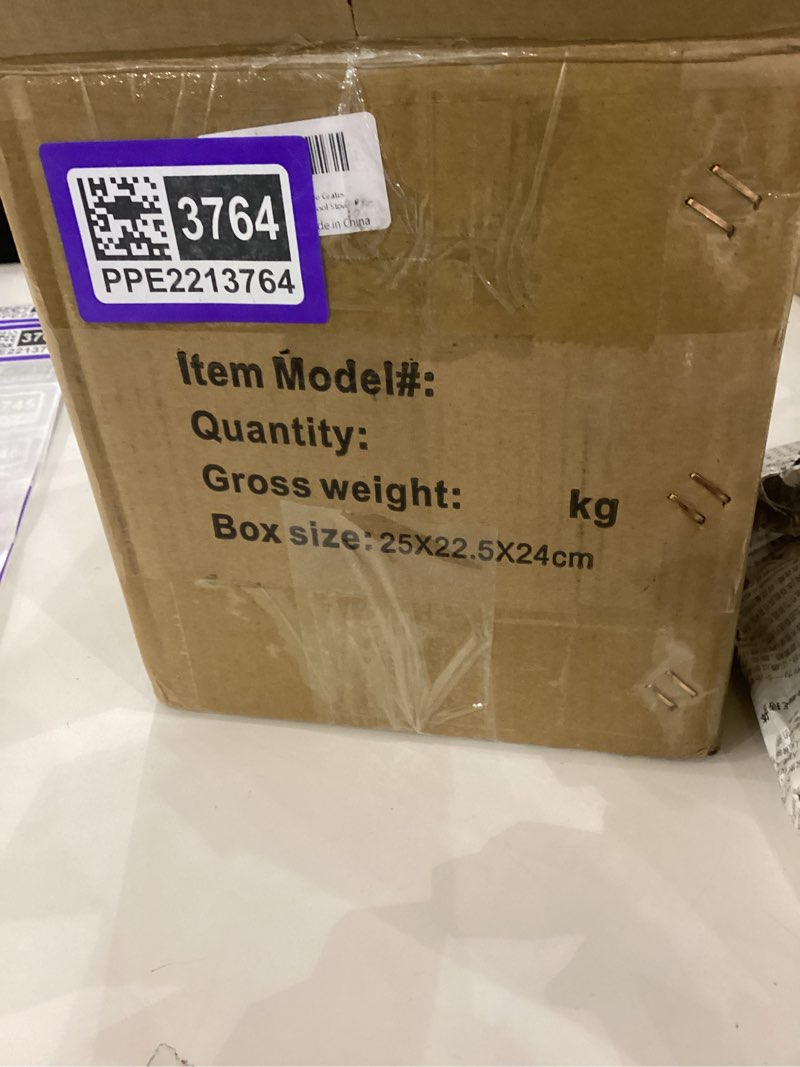 3764
PPE2213764
de in China
Item Model#:
Quantity:
Gross weight: kg
Box size: 25X22.5X24cm